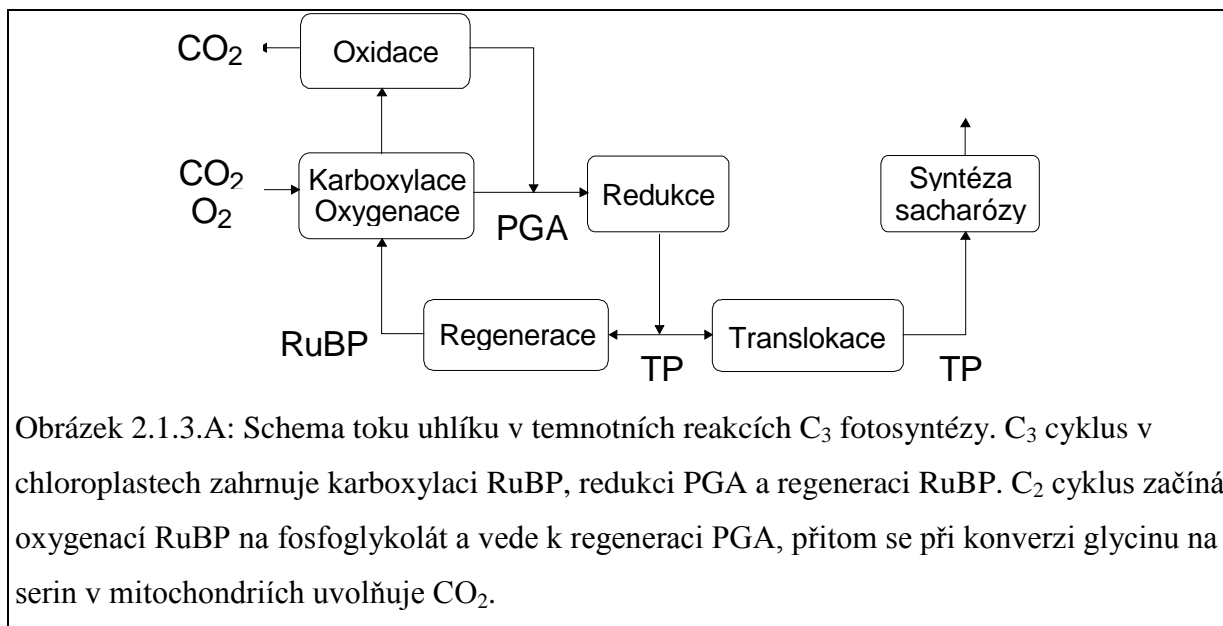 CO2
Oxidace
CO2
O2
Karboxylace
Oxygenace
PGA
Redukce
Syntéza
sacharózy
RuBP
Regenerace
TP
Translokace
TP
Obrázek 2.1.3.A: Schema toku uhlíku v temnotních reakcích C3 fotosyntézy. C3 cyklus v
chloroplastech zahrnuje karboxylaci RuBP, redukci PGA a regeneraci RuBP. C2 cyklus začíná
oxygenací RuBP na fosfoglykolát a vede k regeneraci PGA, přitom se při konverzi glycinu na
serin v mitochondriích uvolňuje CO2.